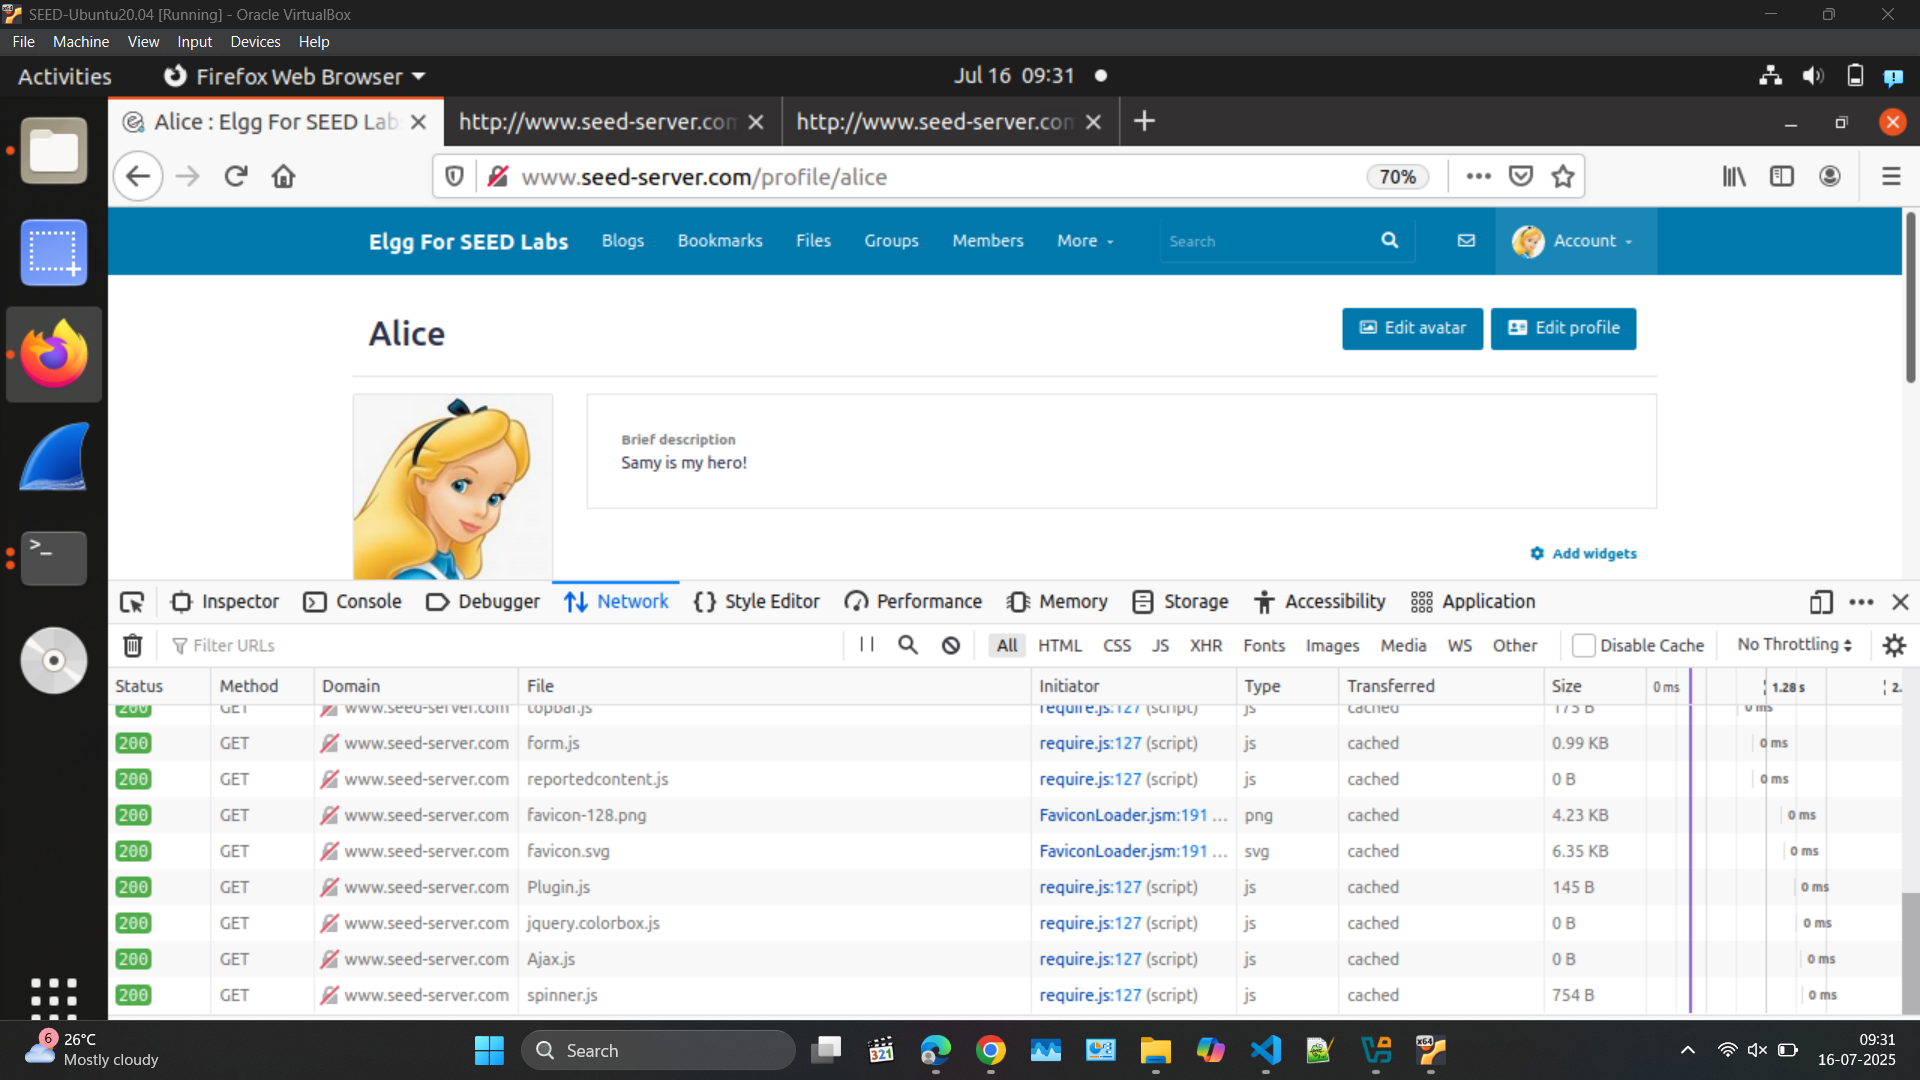 SEED-Ubuntu20.04 [Running] - Oracle VirtualBox
File Machine View Input Devices Help
Activities Firefox Web Browser Jul 16 09:31
Alice : Elgg For SEED Lab http://www.seed-server.com http://www.seed-server.com
www.seed-server.com/profile/alice 70%
Elgg For SEED Labs Blogs Bookmarks Files Groups Members More Search Account
Alice Edit avatar Edit profile
Brief description
Samy is my hero!
Add widgets
Inspector Console Debugger Network Style Editor Performance Memory Storage Accessibility Application
Filter URLs All HTML CSS JS XHR Fonts Images Media WS Other Disable Cache No Throttling
Status Method Domain File Initiator Type Transferred Size 0 ms 1.28 s 2.
200 GET www.seed-server.com topbar.js require.js:127 (script) js cached 175 B 0 ms
200 GET www.seed-server.com form.js require.js:127 (script) js cached 0.99 KB 0 ms
200 GET www.seed-server.com reportedcontent.js require.js:127 (script) js cached 0 B 0 ms
200 GET www.seed-server.com favicon-128.png FaviconLoader.jsm:191 ... png cached 4.23 KB 0 ms
200 GET www.seed-server.com favicon.svg FaviconLoader.jsm:191 ... svg cached 6.35 KB 0 ms
200 GET www.seed-server.com Plugin.js require.js:127 (script) js cached 145 B 0 ms
200 GET www.seed-server.com jquery.colorbox.js require.js:127 (script) js cached 0 B 0 ms
200 GET www.seed-server.com Ajax.js require.js:127 (script) js cached 0 B 0 ms
200 GET www.seed-server.com spinner.js require.js:127 (script) js cached 754 B 0 ms
6 26°C
Mostly cloudy
Search
321
x64
09:31
16-07-2025